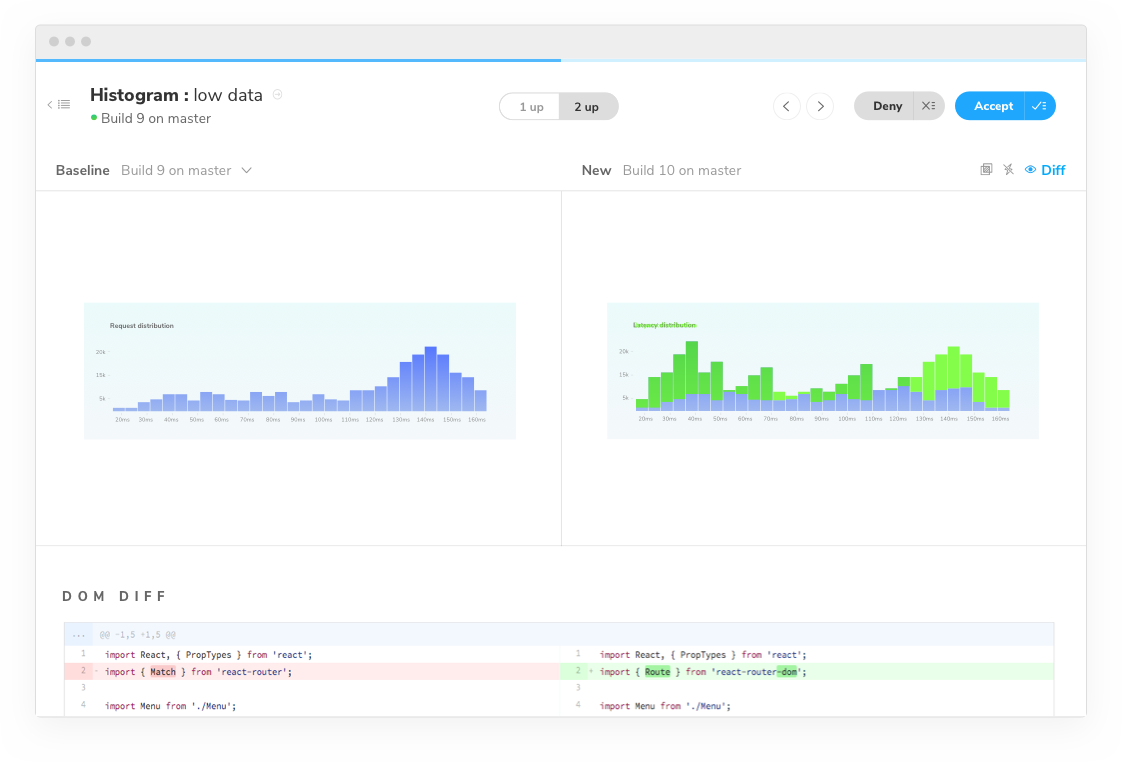 Histogram : low data
Build 9 on master
1 up
2 up
Deny
Accept
Baseline Build 9 on master
New Build 10 on master
Diff
Request distribution
20k
15k
5k
20ms 30ms 40ms 50ms 60ms 70ms 80ms 90ms 100ms 110ms 120ms 130ms 140ms 150ms 160ms
Latency distribution
20k
15k
5k
20ms 30ms 40ms 50ms 60ms 70ms 80ms 90ms 100ms 110ms 120ms 130ms 140ms 150ms 160ms
DOM DIFF
... @@ -1,5 +1,5 @@
1 import React, { PropTypes } from 'react';
2 - import { Match } from 'react-router';
3
4 import Menu from './Menu';
1 import React, { PropTypes } from 'react';
2 + import { Route } from 'react-router-dom';
3
4 import Menu from './Menu';